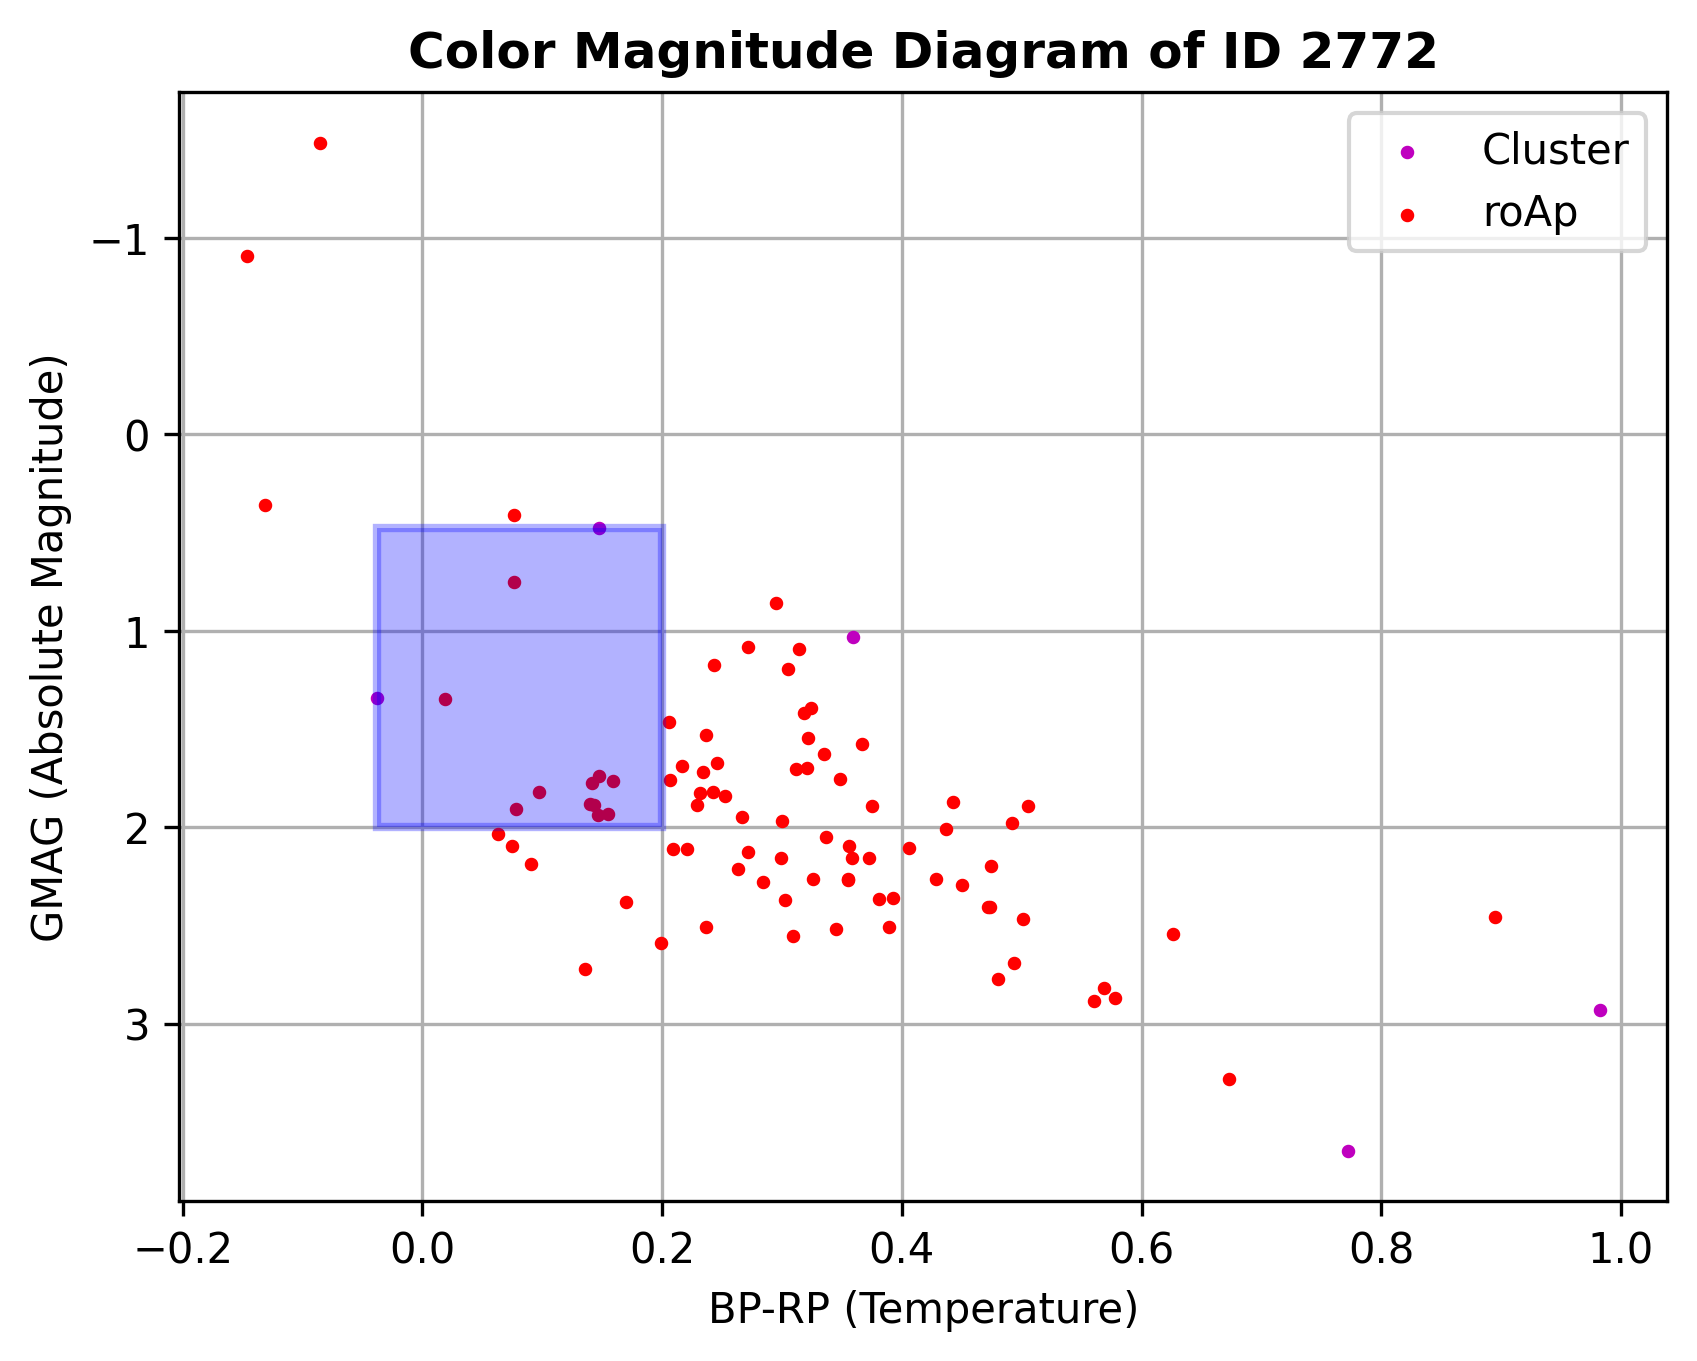 Color Magnitude Diagram of ID 2772
Cluster
roAp
GMAG (Absolute Magnitude)
−1
0
1
2
3
−0.2 0.0 0.2 0.4 0.6 0.8 1.0
BP-RP (Temperature)